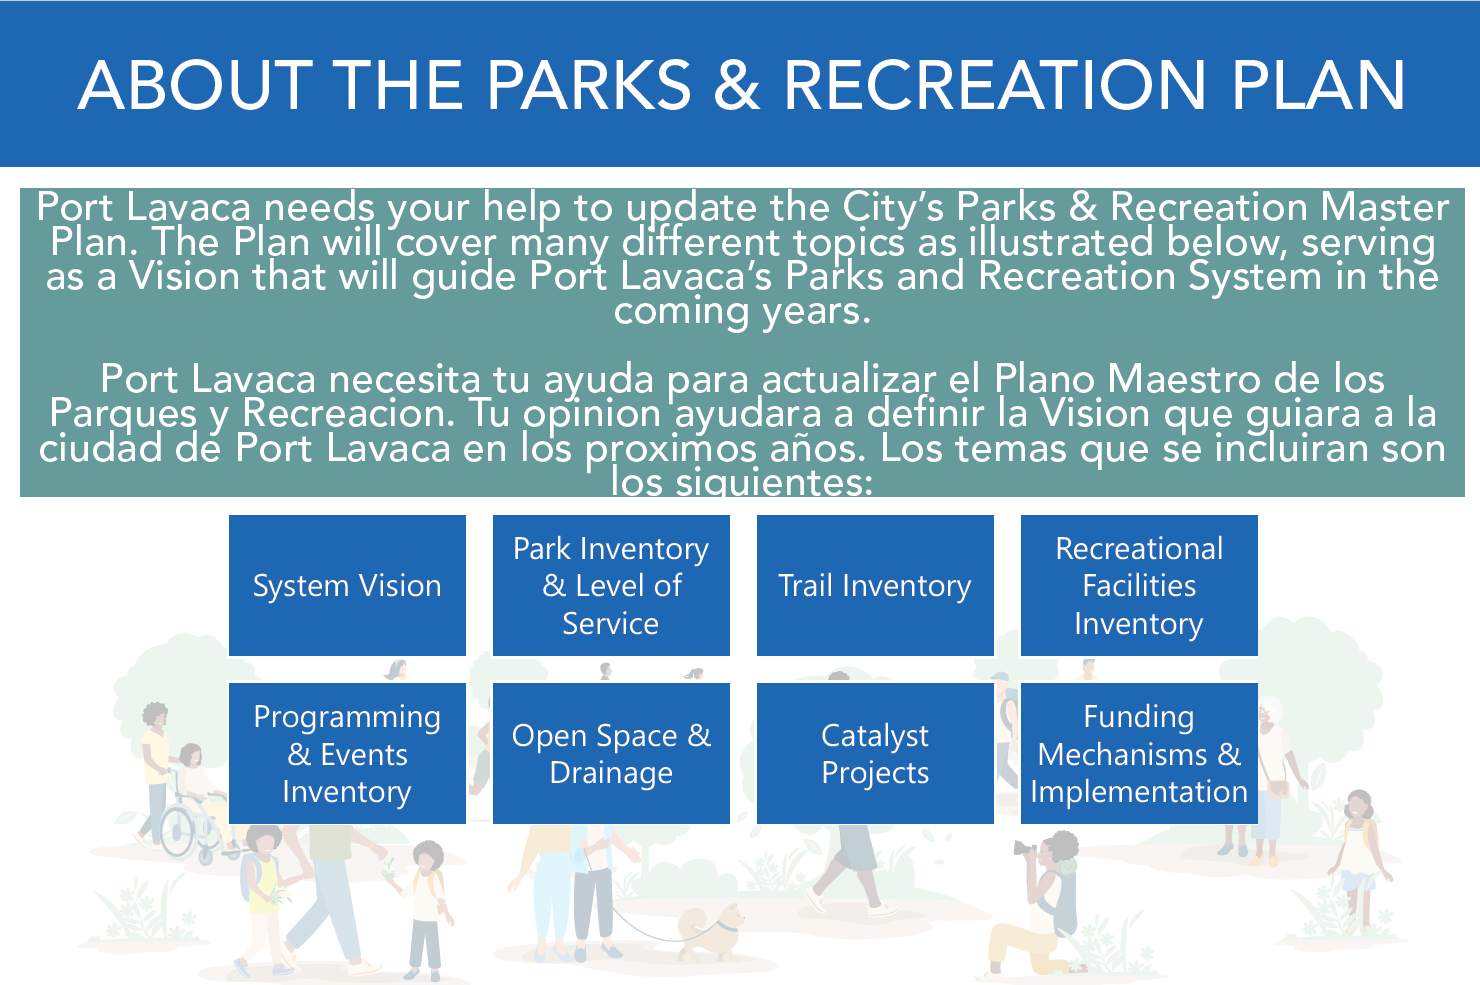 ABOUT THE PARKS & RECREATION PLAN
Port Lavaca needs your help to update the City’s Parks & Recreation Master
Plan. The Plan will cover many different topics as illustrated below, serving
as a Vision that will guide Port Lavaca’s Parks and Recreation System in the
coming years.
Port Lavaca necesita tu ayuda para actualizar el Plano Maestro de los
Parques y Recreacion. Tu opinion ayudara a definir la Vision que guiara a la
ciudad de Port Lavaca en los proximos años. Los temas que se incluiran son
los siguientes:
System Vision
Park Inventory
& Level of
Service
Trail Inventory
Recreational
Facilities
Inventory
Programming
& Events
Inventory
Open Space &
Drainage
Catalyst
Projects
Funding
Mechanisms &
Implementation